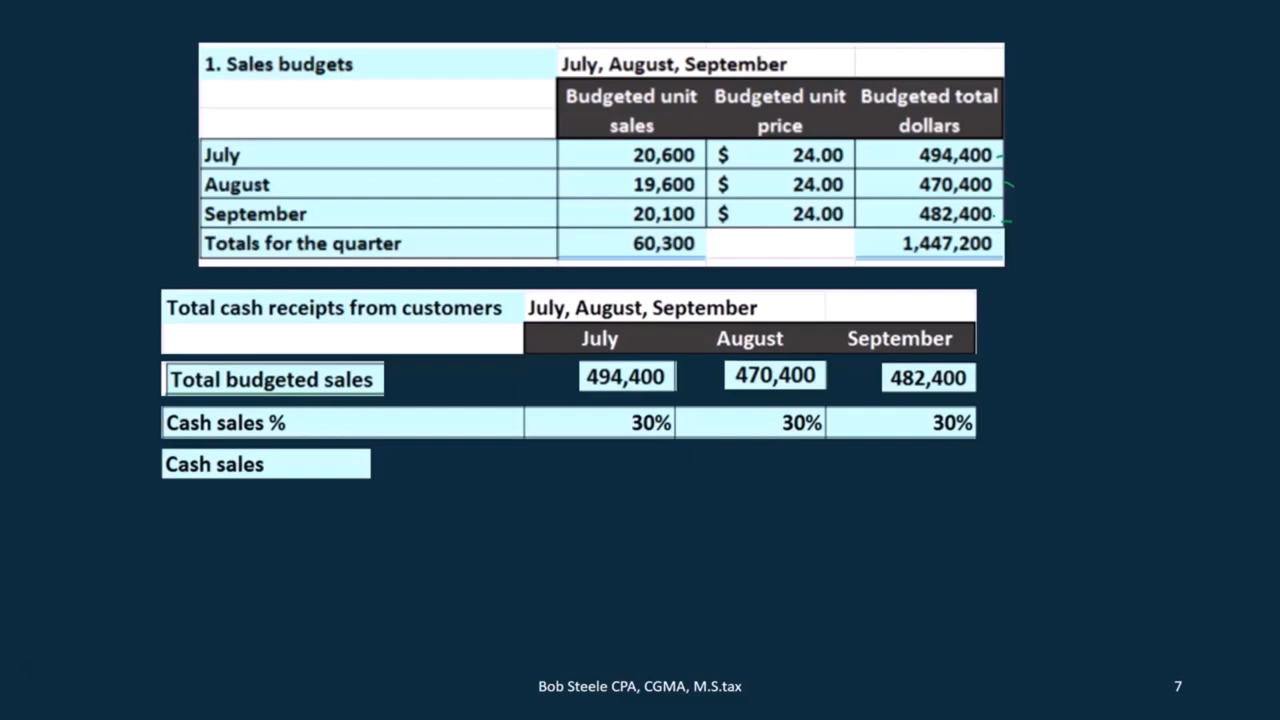 1. Sales budgets July, August, September
Budgeted unit sales Budgeted unit price Budgeted total dollars
July 20,600 $ 24.00 494,400
August 19,600 $ 24.00 470,400
September 20,100 $ 24.00 482,400
Totals for the quarter 60,300 1,447,200
Total cash receipts from customers July, August, September
July August September
Total budgeted sales 494,400 470,400 482,400
Cash sales % 30% 30% 30%
Cash sales
Bob Steele CPA, CGMA, M.S.tax 7